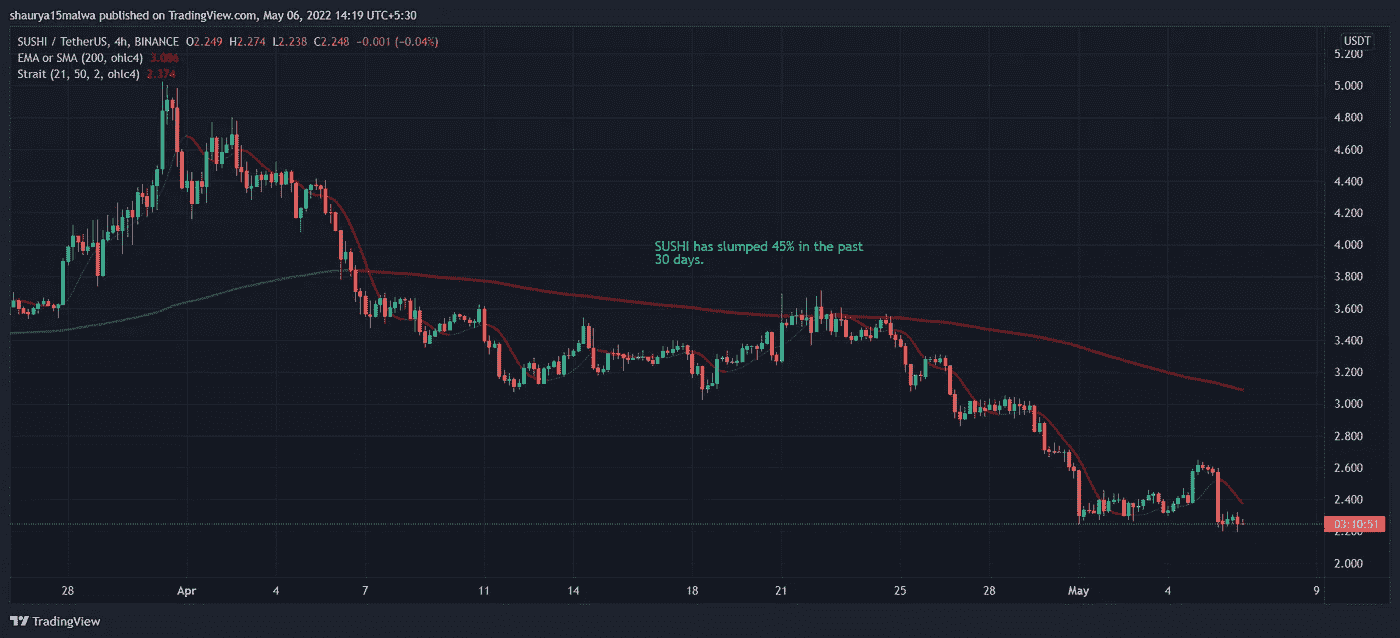 shaurya15malwa published on TradingView.com, May 06, 2022 14:19 UTC+5:30
SUSHI / TetherUS, 4h, BINANCE O2.249 H2.274 L2.238 C2.248 -0.001 (-0.04%)
EMA or SMA (200, ohlc4) 3.086
Strait (21, 50, 2, ohlc4) 2.374
USDT
5.200
5.000
4.800
4.600
4.400
4.200
4.000
SUSHI has slumped 45% in the past
30 days.
3.800
3.600
3.400
3.200
3.000
2.800
2.600
2.400
03:10:51
2.200
2.000
28 Apr 4 7 11 14 18 21 25 28 May 4 9
TradingView